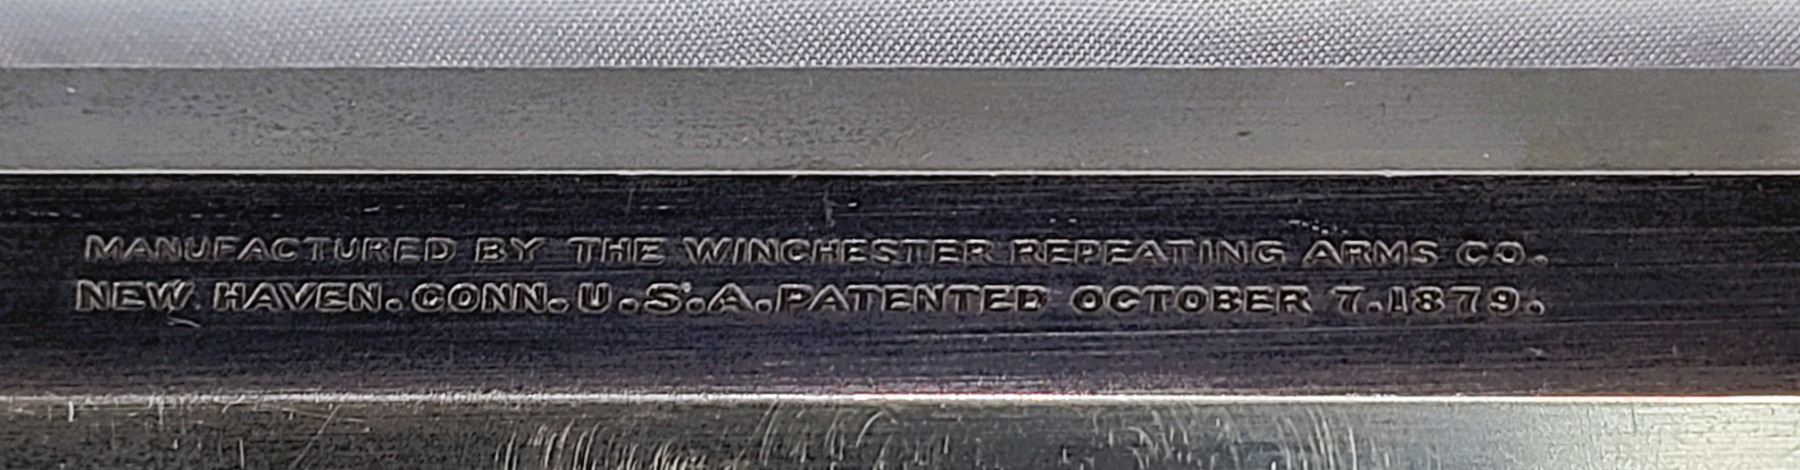 MANUFACTURED BY THE WINCHESTER REPEATING ARMS CO.
NEW HAVEN. CONN. U.S.A. PATENTED OCTOBER 7. 1879.